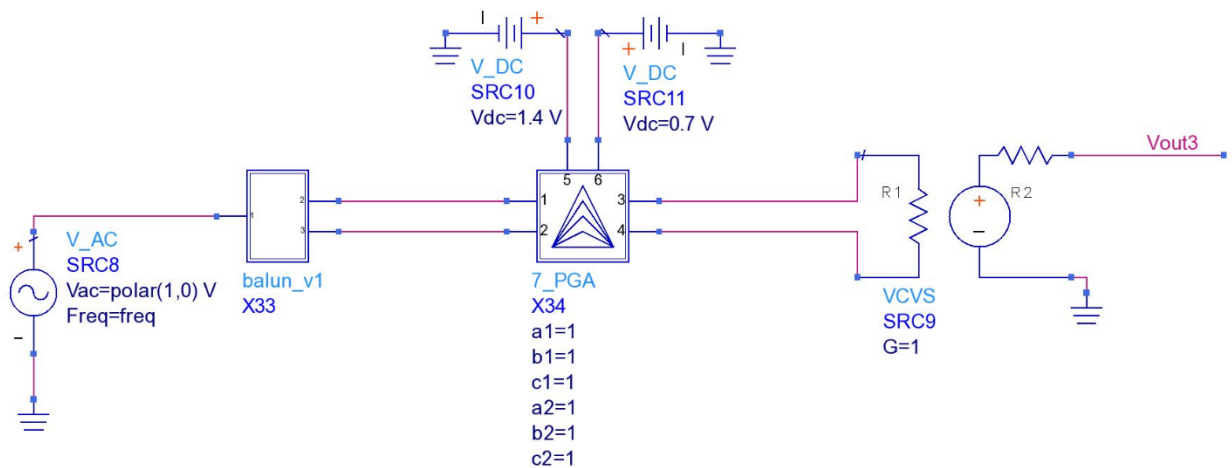 V_DC
SRC10
Vdc=1.4 V
V_DC
SRC11
Vdc=0.7 V
Vout3
5
6
R1
R2
1
2
3
1
2
3
4
V_AC
SRC8
Vac=polar(1,0) V
Freq=freq
balun_v1
X33
7_PGA
X34
a1=1
b1=1
c1=1
a2=1
b2=1
c2=1
VCVS
SRC9
G=1